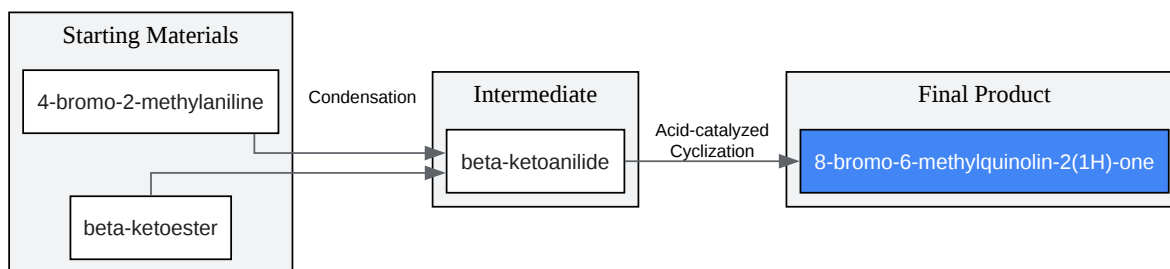 Starting Materials
4-bromo-2-methylaniline
beta-ketoester
Condensation
Intermediate
beta-ketoanilide
Acid-catalyzed
Cyclization
Final Product
8-bromo-6-methylquinolin-2(1H)-one